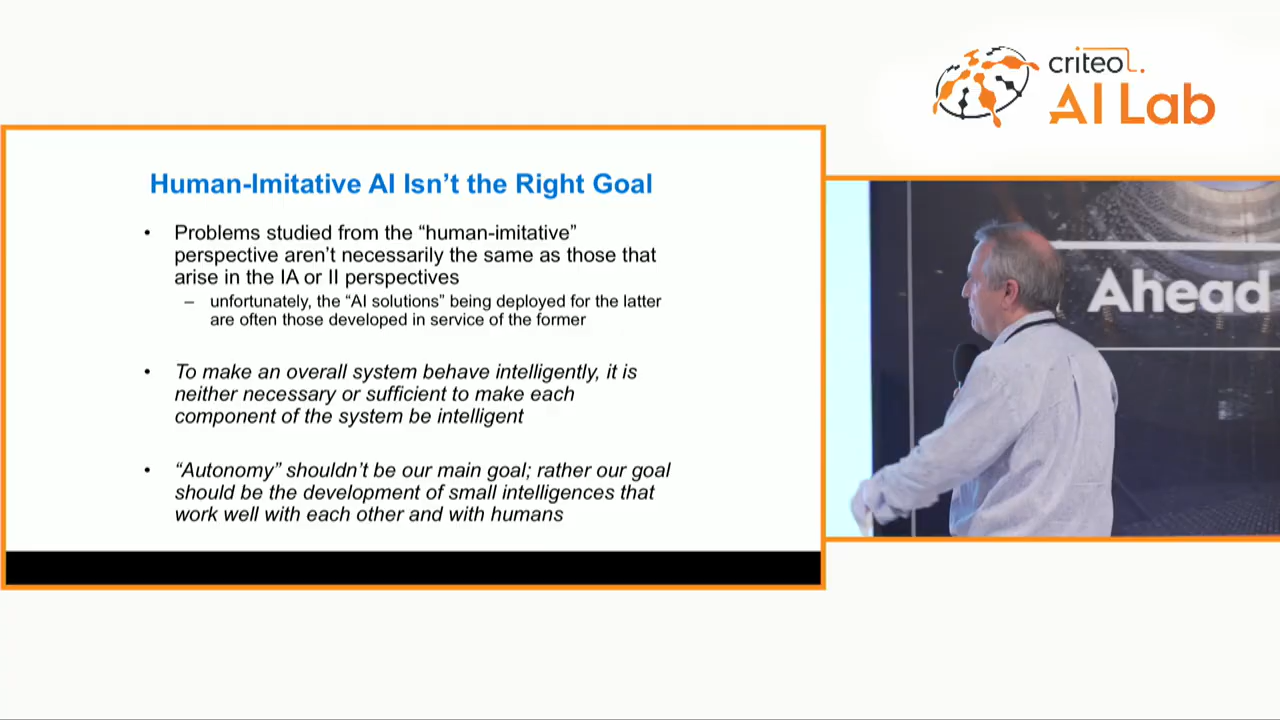 criteo
AI Lab
Human-Imitative AI Isn't the Right Goal
• Problems studied from the “human-imitative”
perspective aren't necessarily the same as those that
arise in the IA or II perspectives
– unfortunately, the “AI solutions” being deployed for the latter
are often those developed in service of the former
• To make an overall system behave intelligently, it is
neither necessary or sufficient to make each
component of the system be intelligent
• “Autonomy” shouldn't be our main goal; rather our goal
should be the development of small intelligences that
work well with each other and with humans
Ahead